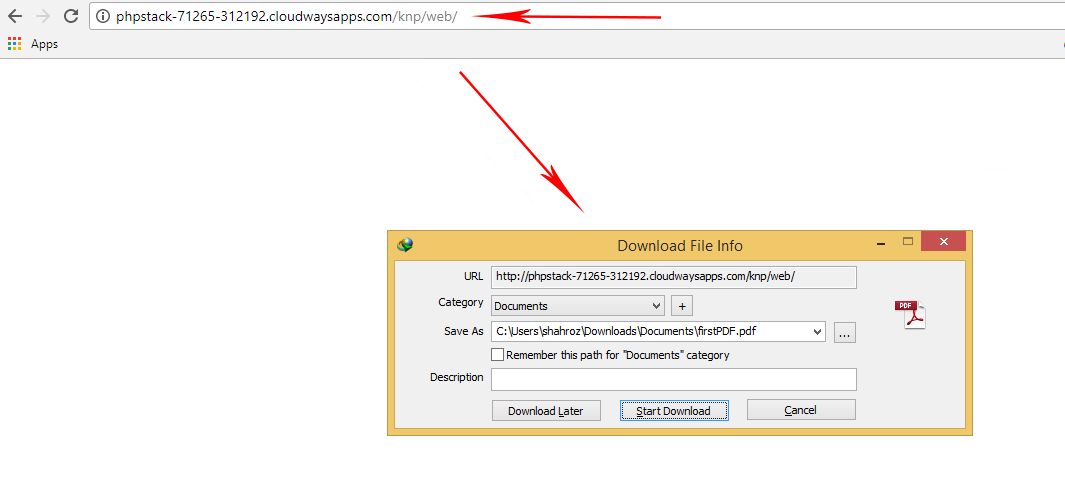 phpstack-71265-312192.cloudwaysapps.com/knp/web/
Apps
Download File Info
URL http://phpstack-71265-312192.cloudwaysapps.com/knp/web/
Category Documents +
PDF
Save As C:\Users\shahroz\Downloads\Documents\firstPDF.pdf ...
Remember this path for "Documents" category
Description
Download Later Start Download Cancel